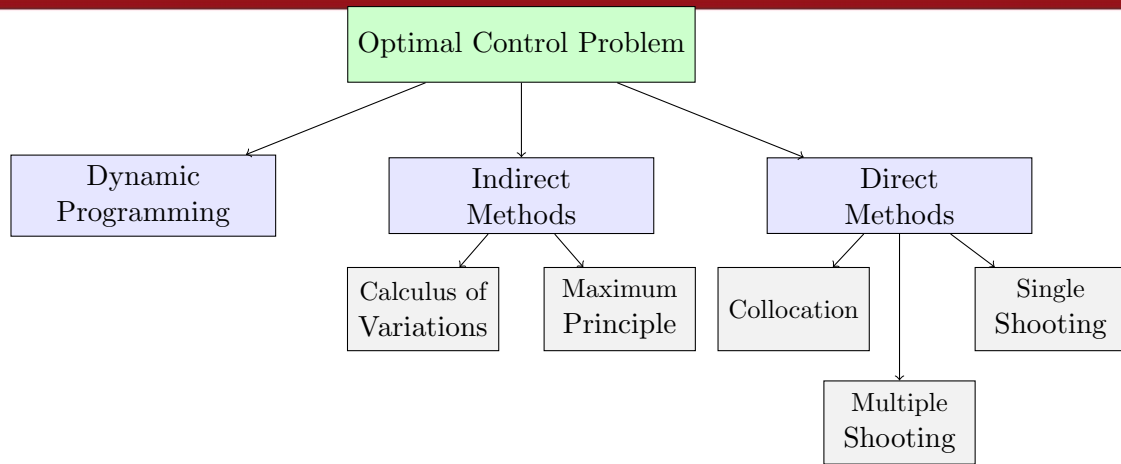 Optimal Control Problem
Dynamic
Programming
Indirect
Methods
Direct
Methods
Calculus of
Variations
Maximum
Principle
Collocation
Single
Shooting
Multiple
Shooting